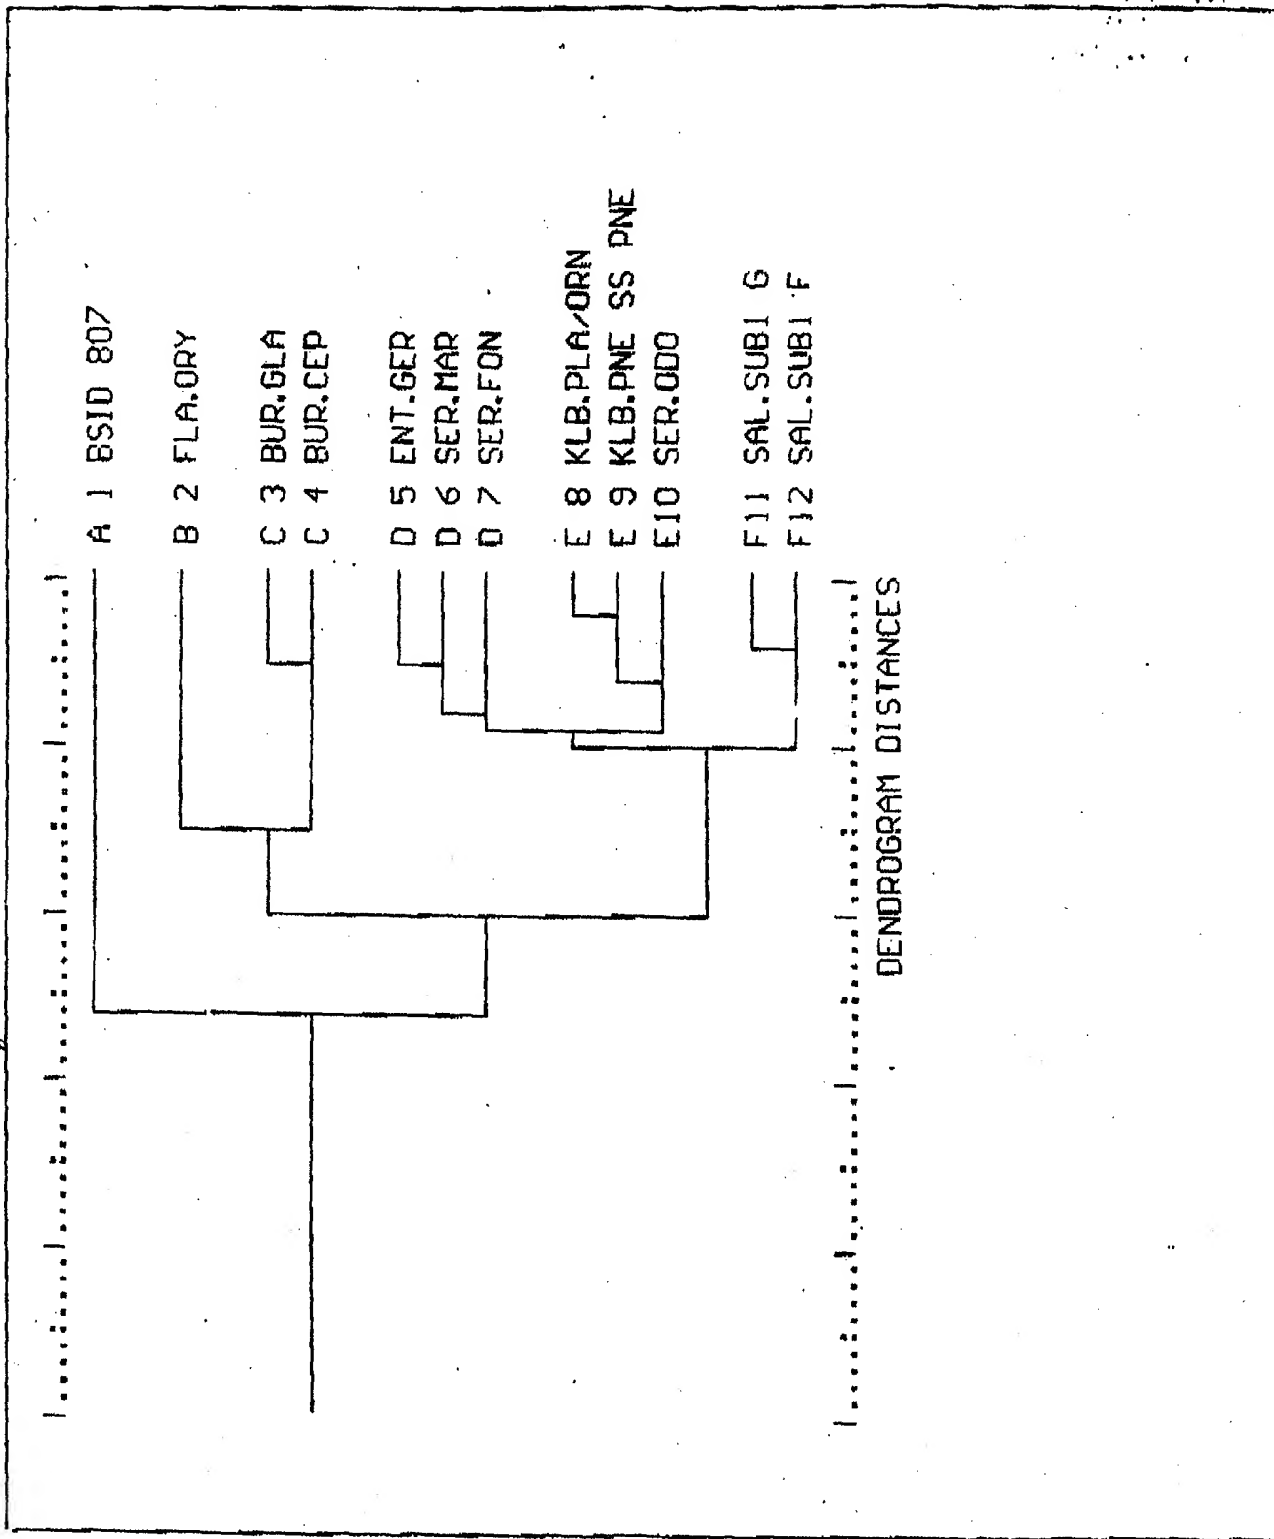 A 1 BSID 807
B 2 FLA.ORY
C 3 BUR.GLA
C 4 BUR.CEP
D 5 ENT.GER
D 6 SER.MAR
D 7 SER.FON
E 8 KLB.PLA/ORN
E 9 KLB.PNE SS PNE
E10 SER.ODO
F11 SAL.SUB1 G
F12 SAL.SUB1 F
DENDROGRAM DISTANCES